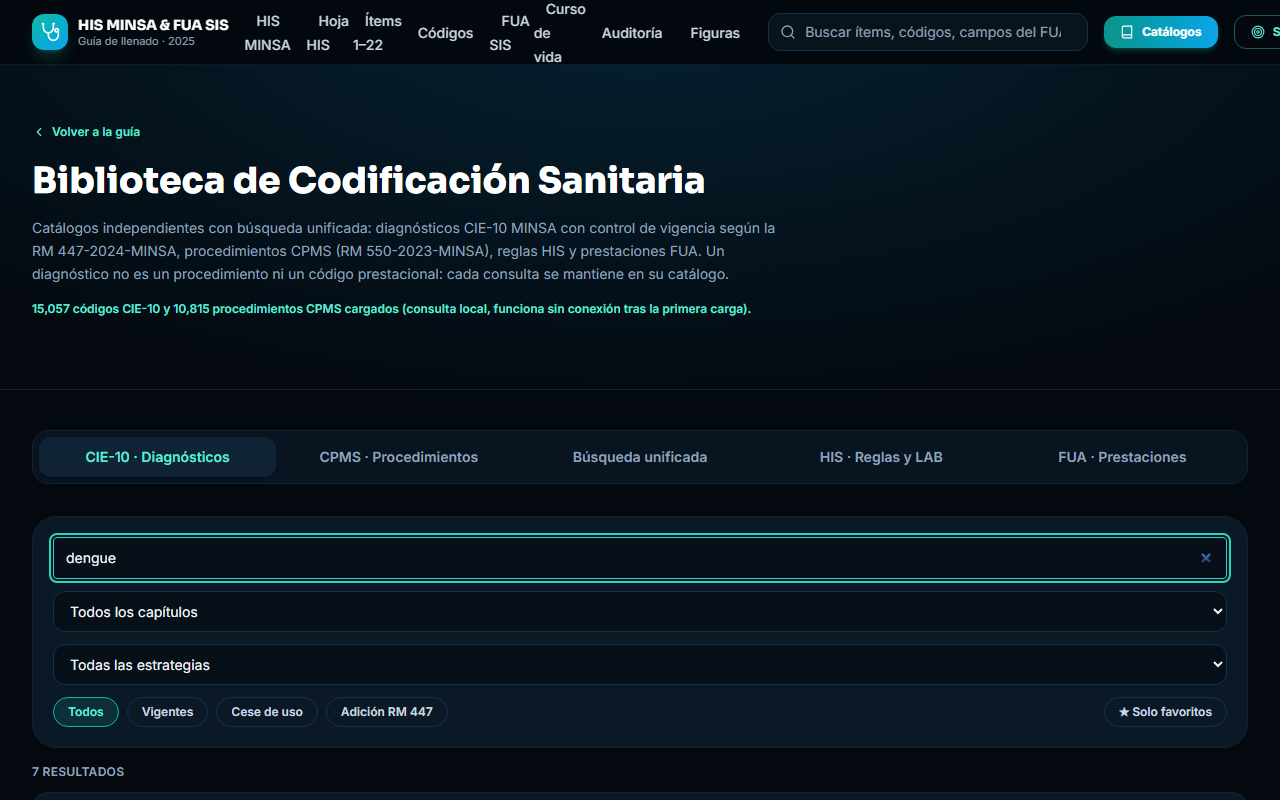 HIS MINSA & FUA SIS
Guía de llenado · 2025
HIS MINSA
Hoja HIS
Ítems 1–22
Códigos
FUA SIS
Curso de vida
Auditoría
Figuras
Buscar ítems, códigos, campos del FU
Catálogos
S
Volver a la guía
Biblioteca de Codificación Sanitaria
Catálogos independientes con búsqueda unificada: diagnósticos CIE-10 MINSA con control de vigencia según la
RM 447-2024-MINSA, procedimientos CPMS (RM 550-2023-MINSA), reglas HIS y prestaciones FUA. Un
diagnóstico no es un procedimiento ni un código prestacional: cada consulta se mantiene en su catálogo.
15,057 códigos CIE-10 y 10,815 procedimientos CPMS cargados (consulta local, funciona sin conexión tras la primera carga).
CIE-10 · Diagnósticos
CPMS · Procedimientos
Búsqueda unificada
HIS · Reglas y LAB
FUA · Prestaciones
dengue
Todos los capítulos
Todas las estrategias
Todos
Vigentes
Cese de uso
Adición RM 447
★ Solo favoritos
7 RESULTADOS